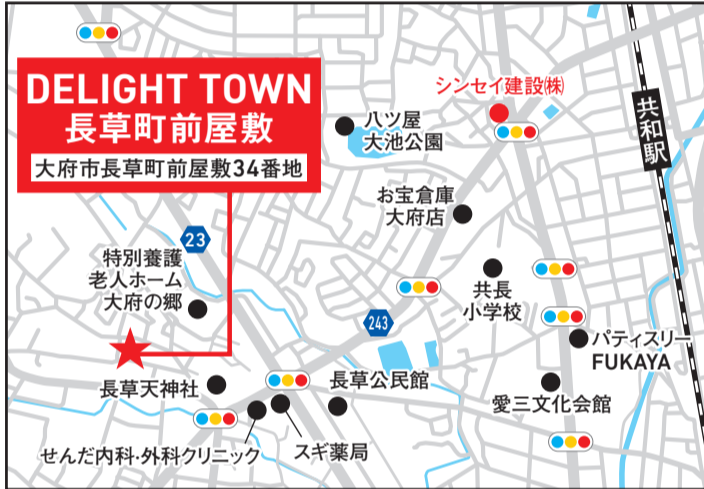 DELIGHT TOWN
長草町前屋敷
大府市長草町前屋敷34番地
シンセイ建設㈱
共和駅
八ツ屋
大池公園
お宝倉庫
大府店
23
特別養護
老人ホーム
大府の郷
共長
小学校
243
パティスリー
FUKAYA
長草天神社
長草公民館
愛三文化会館
せんだ内科・外科クリニック
スギ薬局